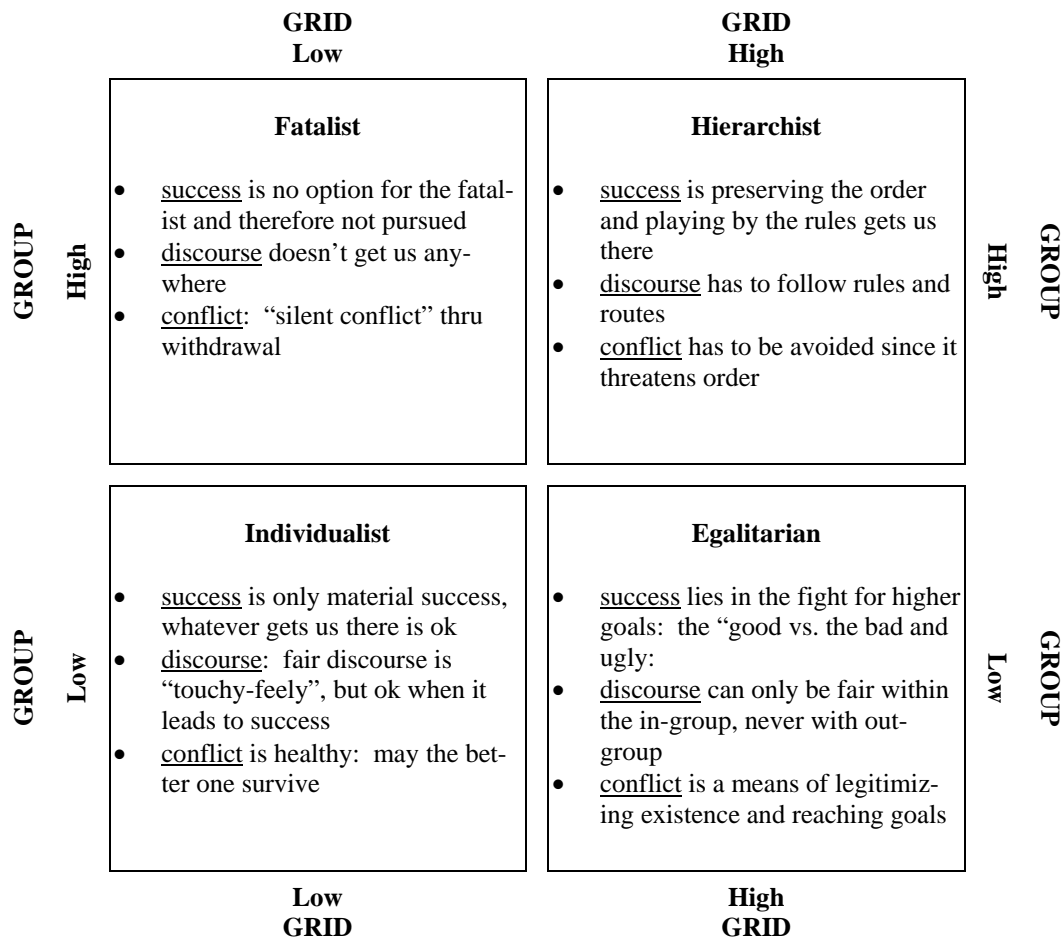 GRID
Low
GRID
High
GROUP
High
Fatalist
• success is no option for the fatal-
ist and therefore not pursued
• discourse doesn’t get us any-
where
• conflict: “silent conflict” thru
withdrawal
Hierarchist
• success is preserving the order
and playing by the rules gets us
there
• discourse has to follow rules and
routes
• conflict has to be avoided since it
threatens order
High
GROUP
GROUP
Low
Individualist
• success is only material success,
whatever gets us there is ok
• discourse: fair discourse is
“touchy-feely”, but ok when it
leads to success
• conflict is healthy: may the bet-
ter one survive
Egalitarian
• success lies in the fight for higher
goals: the “good vs. the bad and
ugly:
• discourse can only be fair within
the in-group, never with out-
group
• conflict is a means of legitimiz-
ing existence and reaching goals
Low
GROUP
Low
GRID
High
GRID